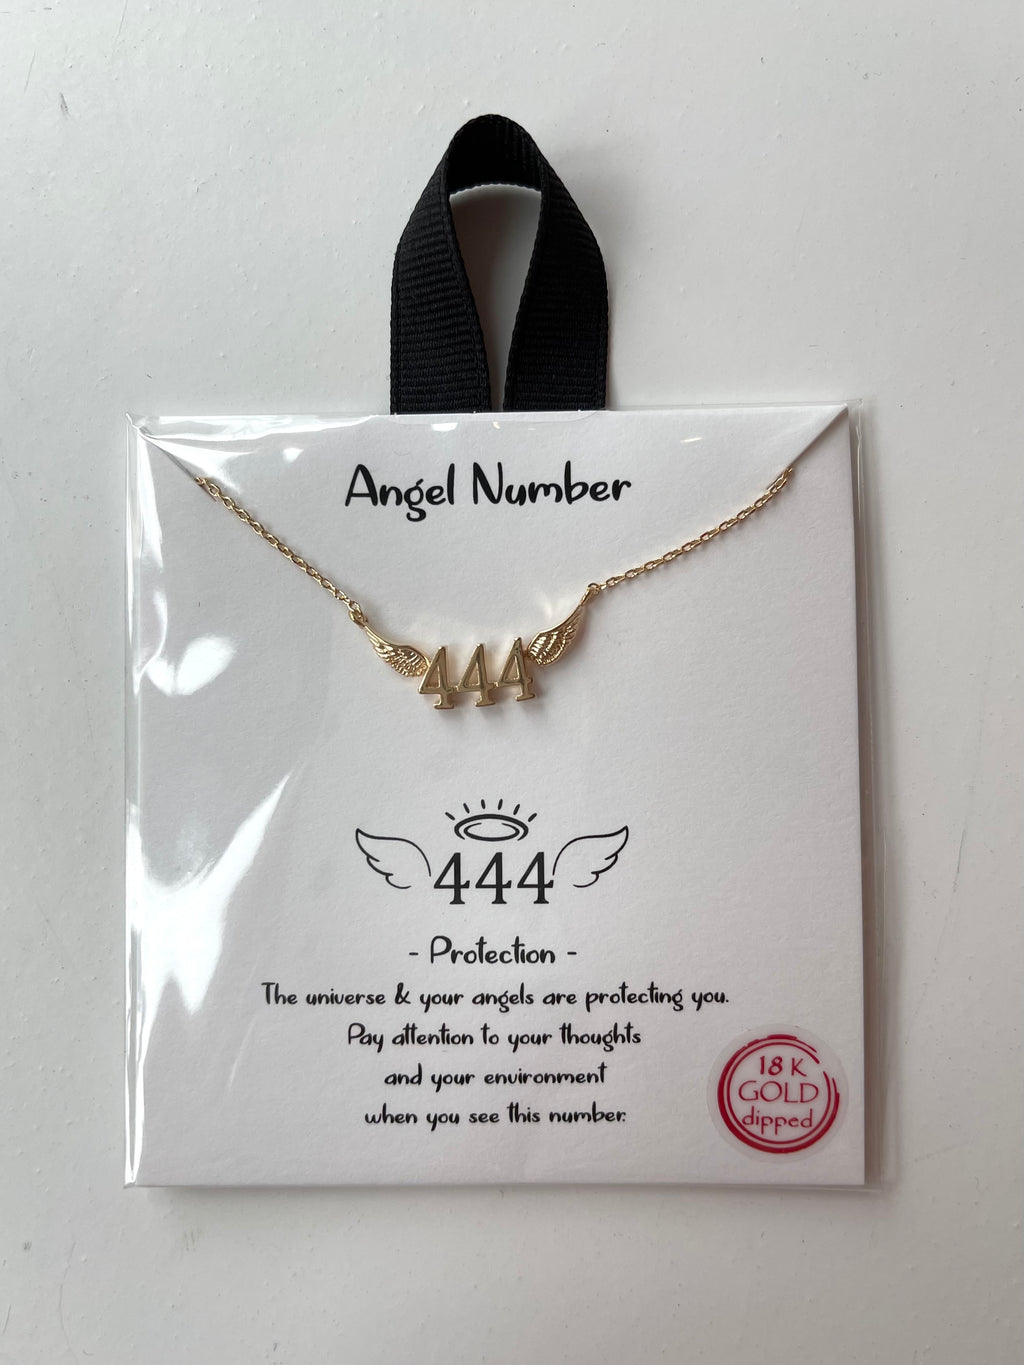 Angel Number
444
444
- Protection -
The universe & your angels are protecting you.
Pay attention to your thoughts
and your environment
when you see this number.
18 K
GOLD
dipped